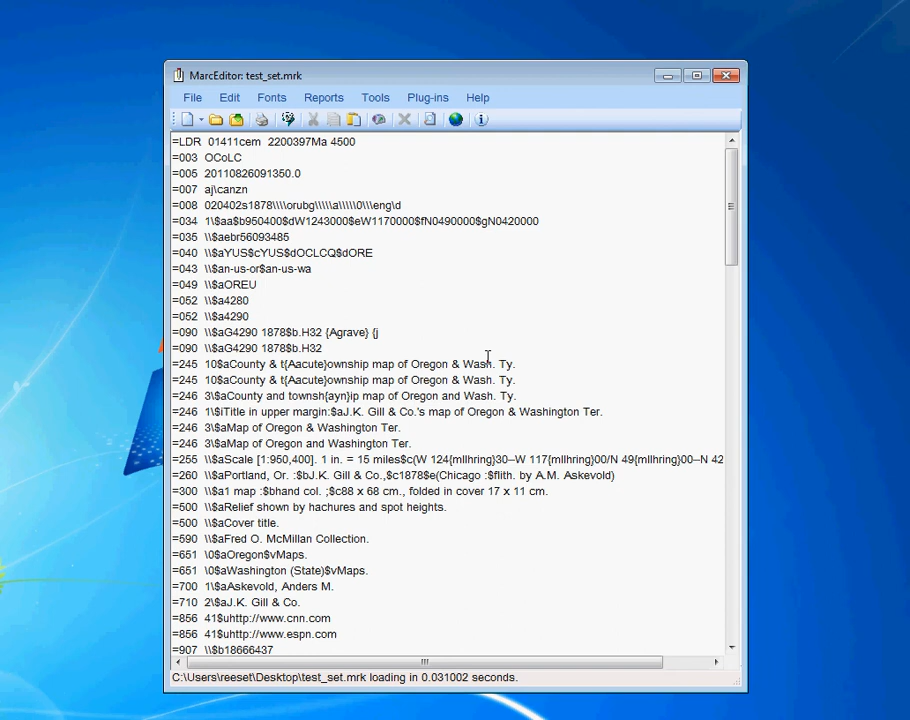 MarcEditor: test_set.mrk
File Edit Fonts Reports Tools Plug-ins Help
=LDR 01411cem 2200397Ma 4500
=003 OCoLC
=005 20110826091350.0
=007 aj\canzn
=008 020402s1878\\\\orubg\\\\\a\\\\\0\\\eng\d
=034 1\$aa$b950400$dW1243000$eW1170000$fN0490000$gN0420000
=035 \\$aebr56093485
=040 \\$aYUS$cYUS$dOCLCQ$dORE
=043 \\$an-us-or$an-us-wa
=049 \\$aOREU
=052 \\$a4280
=052 \\$a4290
=090 \\$aG4290 1878$b.H32 {Agrave} {j
=090 \\$aG4290 1878$b.H32
=245 10$aCounty & t{Aacute}ownship map of Oregon & Wash. Ty.
=245 10$aCounty & t{Aacute}ownship map of Oregon & Wash. Ty.
=246 3\$aCounty and townsh{ayn}ip map of Oregon and Wash. Ty.
=246 1\$iTitle in upper margin:$aJ.K. Gill & Co.'s map of Oregon & Washington Ter.
=246 3\$aMap of Oregon & Washington Ter.
=246 3\$aMap of Oregon and Washington Ter.
=255 \\$aScale [1:950,400]. 1 in. = 15 miles$c(W 124{mllhring}30--W 117{mllhring}00/N 49{mllhring}00--N 42
=260 \\$aPortland, Or. :$bJ.K. Gill & Co.,$c1878$e(Chicago :$flith. by A.M. Askevold)
=300 \\$a1 map :$bhand col. ;$c88 x 68 cm., folded in cover 17 x 11 cm.
=500 \\$aRelief shown by hachures and spot heights.
=500 \\$aCover title.
=590 \\$aFred O. McMillan Collection.
=651 \0$aOregon$vMaps.
=651 \0$aWashington (State)$vMaps.
=700 1\$aAskevold, Anders M.
=710 2\$aJ.K. Gill & Co.
=856 41$uhttp://www.cnn.com
=856 41$uhttp://www.espn.com
=907 \\$b18666437
C:\Users\reeset\Desktop\test_set.mrk loading in 0.031002 seconds.